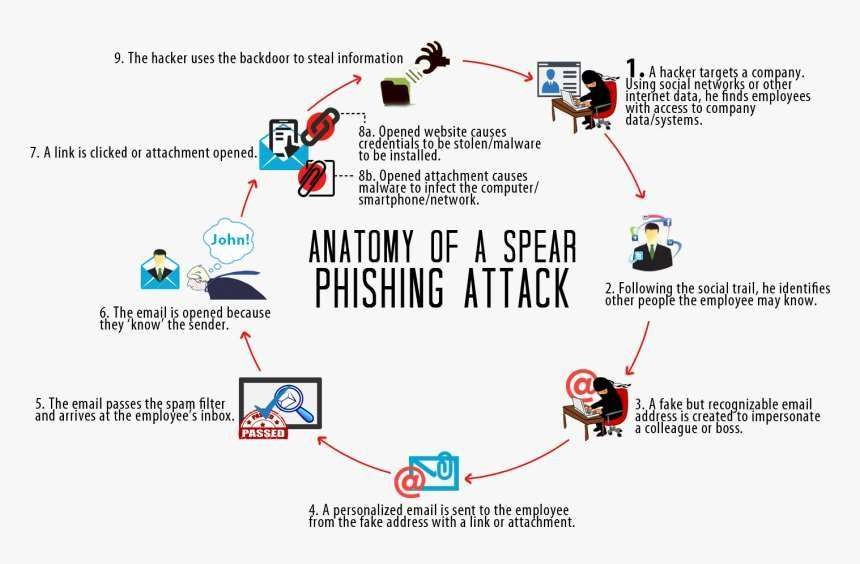 9. The hacker uses the backdoor to steal information
1. A hacker targets a company.
Using social networks or other
internet data, he finds employees
with access to company
data/systems.
7. A link is clicked or attachment opened.
8a. Opened website causes
credentials to be stolen/malware
to be installed.
8b. Opened attachment causes
malware to infect the computer/
smartphone/network.
John!
ANATOMY OF A SPEAR
PHISHING ATTACK
2. Following the social trail, he identifies
other people the employee may know.
6. The email is opened because
they 'know' the sender.
5. The email passes the spam filter
and arrives at the employee's inbox.
PASSED
3. A fake but recognizable email
address is created to impersonate
a colleague or boss.
4. A personalized email is sent to the employee
from the fake address with a link or attachment.